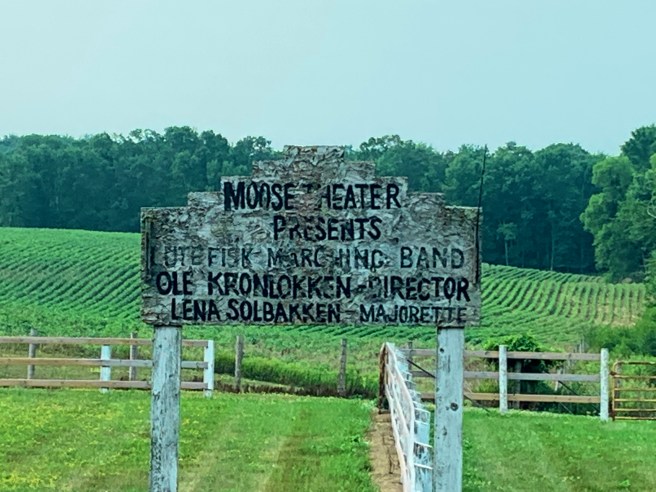 MOOSE THEATER
PRESENTS
LUTEFISK MARCHING BAND
OLE KRONLOKKEN - DIRECTOR
LENA SOLBAKKEN - MAJORETTE